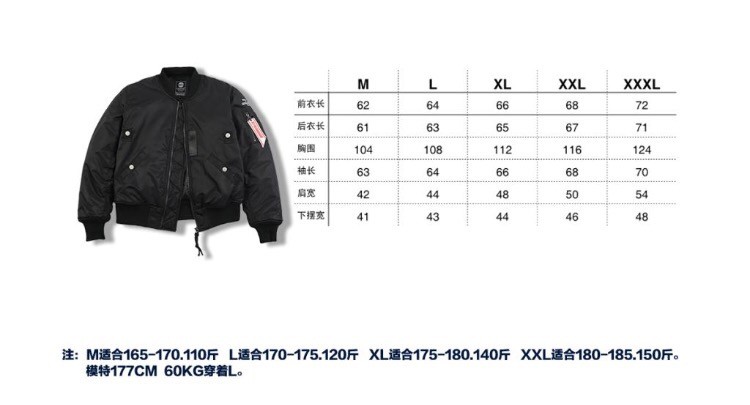 M L XL XXL XXXL
前衣长 62 64 66 68 72
后衣长 61 63 65 67 71
胸围 104 108 112 116 124
袖长 63 64 66 68 70
肩宽 42 44 48 50 54
下摆宽 41 43 44 46 48
注：M适合165-170.110斤 L适合170-175.120斤 XL适合175-180.140斤 XXL适合180-185.150斤。
模特177CM 60KG穿着L。